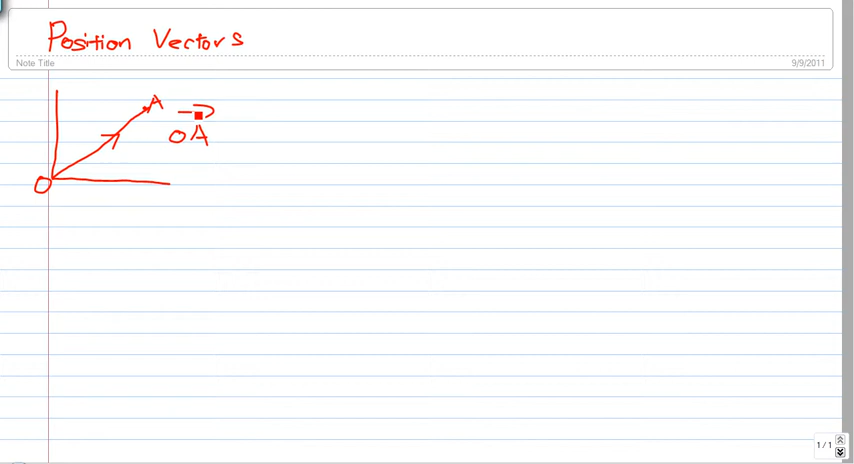 Position Vectors
Note Title
9/9/2011
A
OA
O
1/1